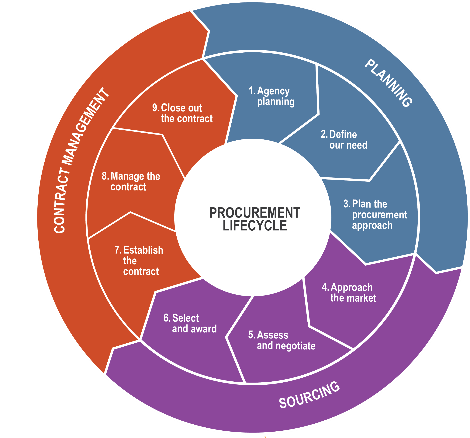 PROCUREMENT
LIFECYCLE
PLANNING
1. Agency
planning
2. Define
our need
3. Plan the
procurement
approach
SOURCING
4. Approach
the market
5. Assess
and negotiate
6. Select
and award
CONTRACT MANAGEMENT
7. Establish
the
contract
8. Manage the
contract
9. Close out
the contract